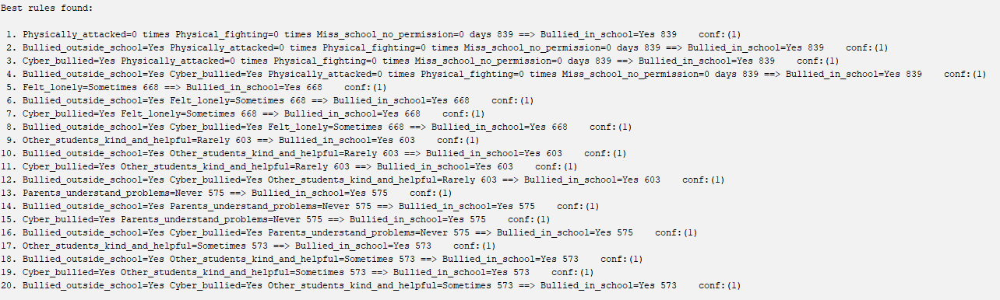 Best rules found:
1. Physically_attacked=0 times Physical_fighting=0 times Miss_school_no_permission=0 days 839 ==> Bullied_in_school=Yes 839 conf:(1)
2. Bullied_outside_school=Yes Physically_attacked=0 times Physical_fighting=0 times Miss_school_no_permission=0 days 839 ==> Bullied_in_school=Yes 839 conf:(1)
3. Cyber_bullied=Yes Physically_attacked=0 times Physical_fighting=0 times Miss_school_no_permission=0 days 839 ==> Bullied_in_school=Yes 839 conf:(1)
4. Bullied_outside_school=Yes Cyber_bullied=Yes Physically_attacked=0 times Physical_fighting=0 times Miss_school_no_permission=0 days 839 ==> Bullied_in_school=Yes 839 conf:(1)
5. Felt_lonely=Sometimes 668 ==> Bullied_in_school=Yes 668 conf:(1)
6. Bullied_outside_school=Yes Felt_lonely=Sometimes 668 ==> Bullied_in_school=Yes 668 conf:(1)
7. Cyber_bullied=Yes Felt_lonely=Sometimes 668 ==> Bullied_in_school=Yes 668 conf:(1)
8. Bullied_outside_school=Yes Cyber_bullied=Yes Felt_lonely=Sometimes 668 ==> Bullied_in_school=Yes 668 conf:(1)
9. Other_students_kind_and_helpful=Rarely 603 ==> Bullied_in_school=Yes 603 conf:(1)
10. Bullied_outside_school=Yes Other_students_kind_and_helpful=Rarely 603 ==> Bullied_in_school=Yes 603 conf:(1)
11. Cyber_bullied=Yes Other_students_kind_and_helpful=Rarely 603 ==> Bullied_in_school=Yes 603 conf:(1)
12. Bullied_outside_school=Yes Cyber_bullied=Yes Other_students_kind_and_helpful=Rarely 603 ==> Bullied_in_school=Yes 603 conf:(1)
13. Parents_understand_problems=Never 575 ==> Bullied_in_school=Yes 575 conf:(1)
14. Bullied_outside_school=Yes Parents_understand_problems=Never 575 ==> Bullied_in_school=Yes 575 conf:(1)
15. Cyber_bullied=Yes Parents_understand_problems=Never 575 ==> Bullied_in_school=Yes 575 conf:(1)
16. Bullied_outside_school=Yes Cyber_bullied=Yes Parents_understand_problems=Never 575 ==> Bullied_in_school=Yes 575 conf:(1)
17. Other_students_kind_and_helpful=Sometimes 573 ==> Bullied_in_school=Yes 573 conf:(1)
18. Bullied_outside_school=Yes Other_students_kind_and_helpful=Sometimes 573 ==> Bullied_in_school=Yes 573 conf:(1)
19. Cyber_bullied=Yes Other_students_kind_and_helpful=Sometimes 573 ==> Bullied_in_school=Yes 573 conf:(1)
20. Bullied_outside_school=Yes Cyber_bullied=Yes Other_students_kind_and_helpful=Sometimes 573 ==> Bullied_in_school=Yes 573 conf:(1)